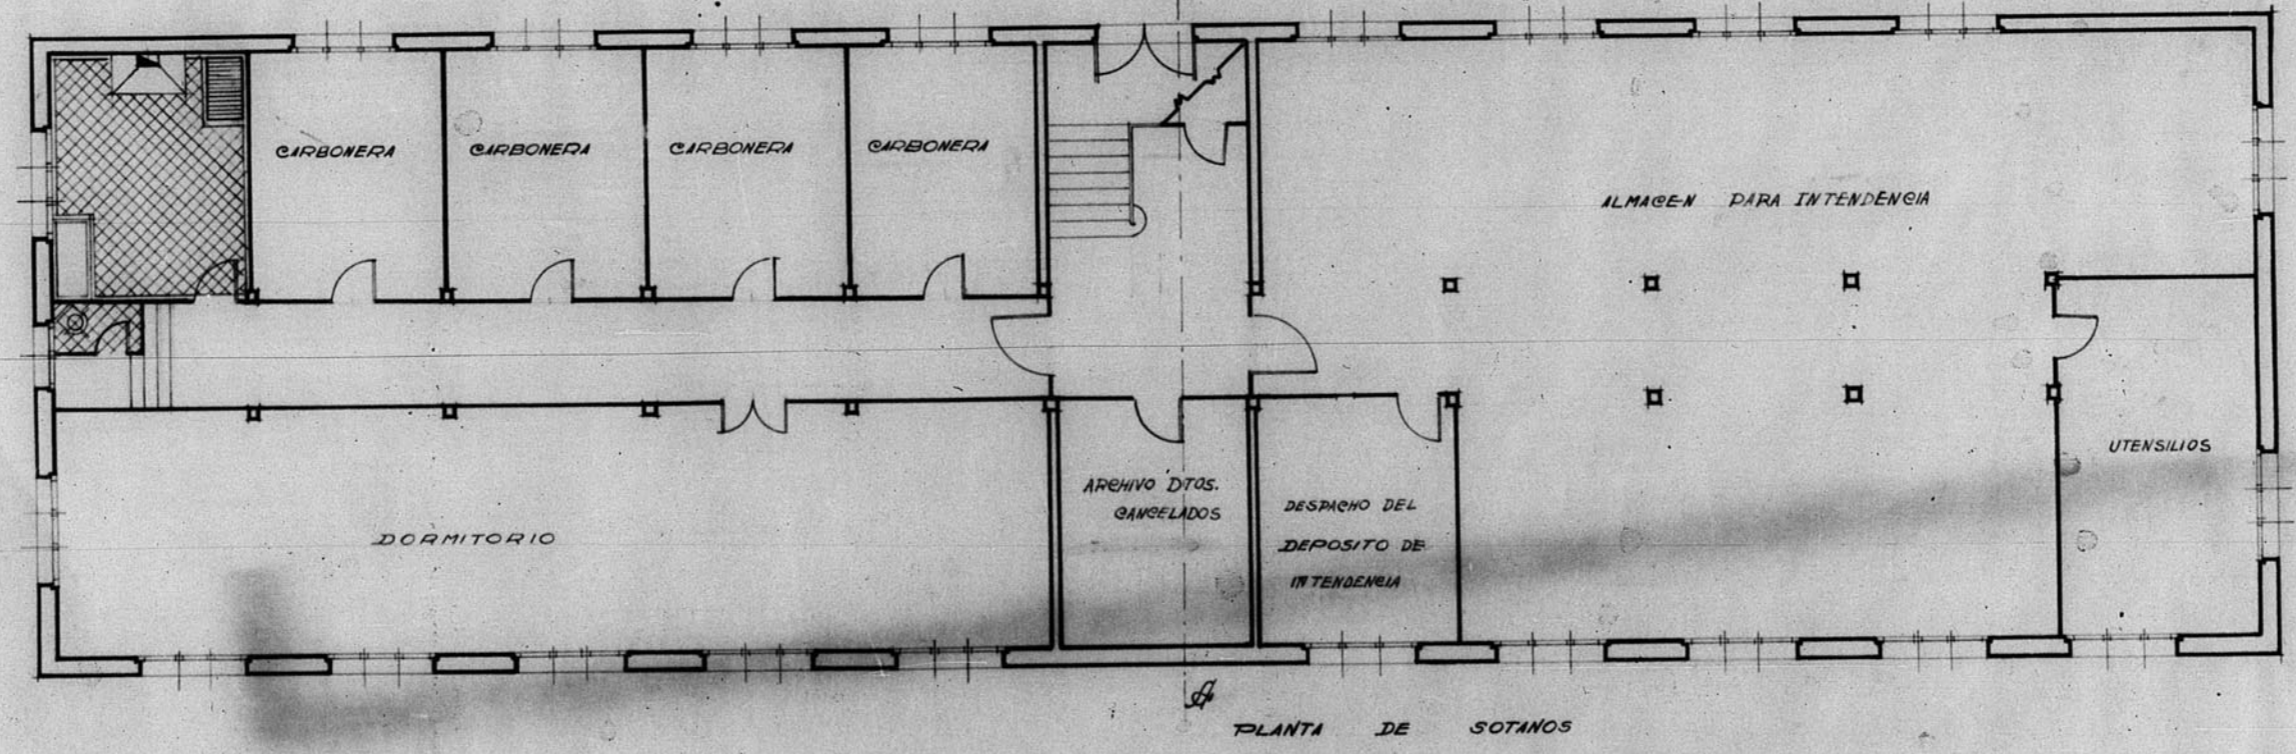 CARBONERA
CARBONERA
CARBONERA
CARBONERA
ALMACEN PARA INTENDENCIA
UTENSILIOS
ARCHIVO DTOS.
CANCELADOS
DESPACHO DEL
DEPOSITO DE
INTENDENCIA
DORMITORIO
PLANTA DE SOTANOS